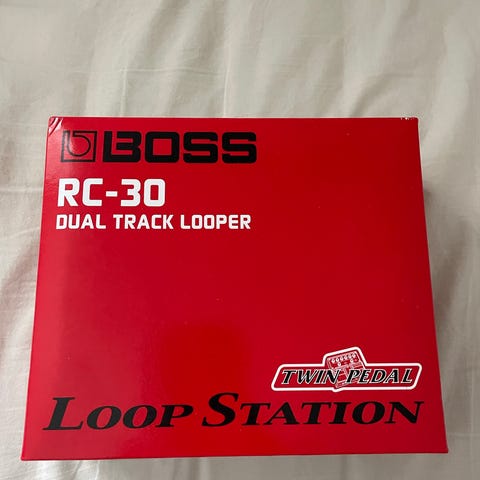 BOSS
RC-30
DUAL TRACK LOOPER
TWIN PEDAL
LOOP STATION